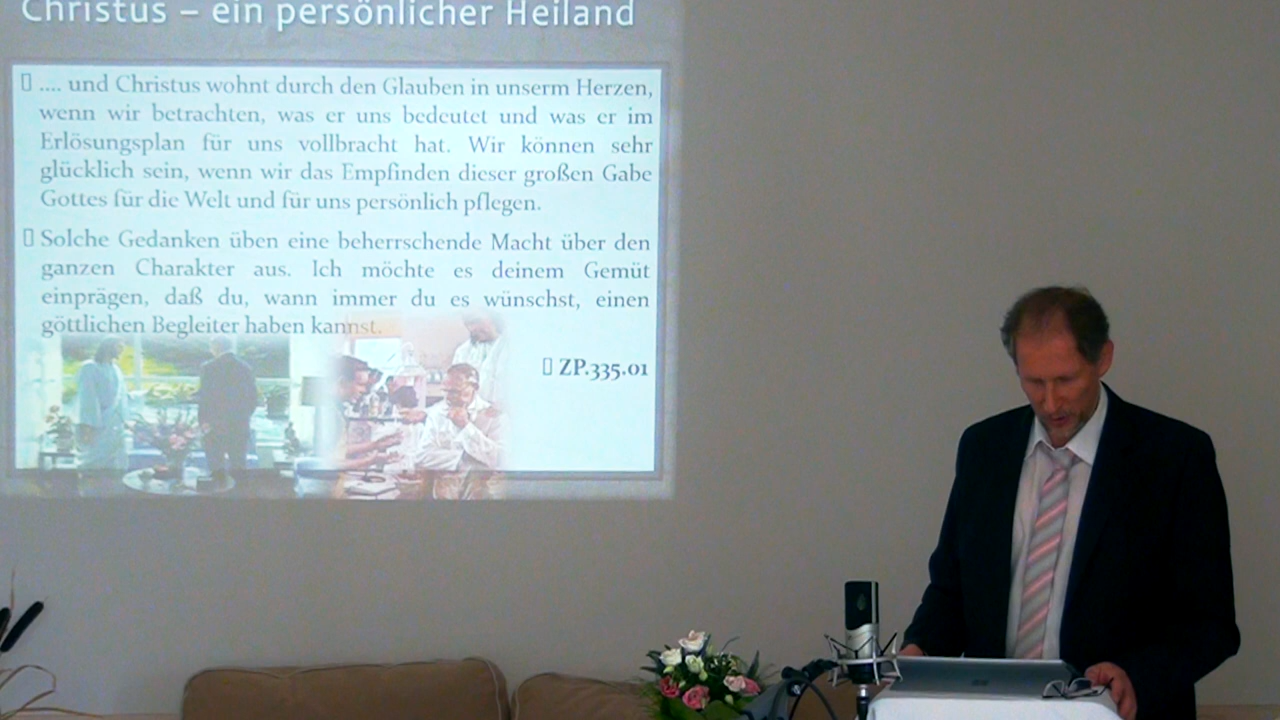 Christus – ein persönlicher Heiland
.... und Christus wohnt durch den Glauben in unserm Herzen,
wenn wir betrachten, was er uns bedeutet und was er im
Erlösungsplan für uns vollbracht hat. Wir können sehr
glücklich sein, wenn wir das Empfinden dieser großen Gabe
Gottes für die Welt und für uns persönlich pflegen.
Solche Gedanken üben eine beherrschende Macht über den
ganzen Charakter aus. Ich möchte es deinem Gemüt
einprägen, daß du, wann immer du es wünschst, einen
göttlichen Begleiter haben kannst.
ZP.335.01